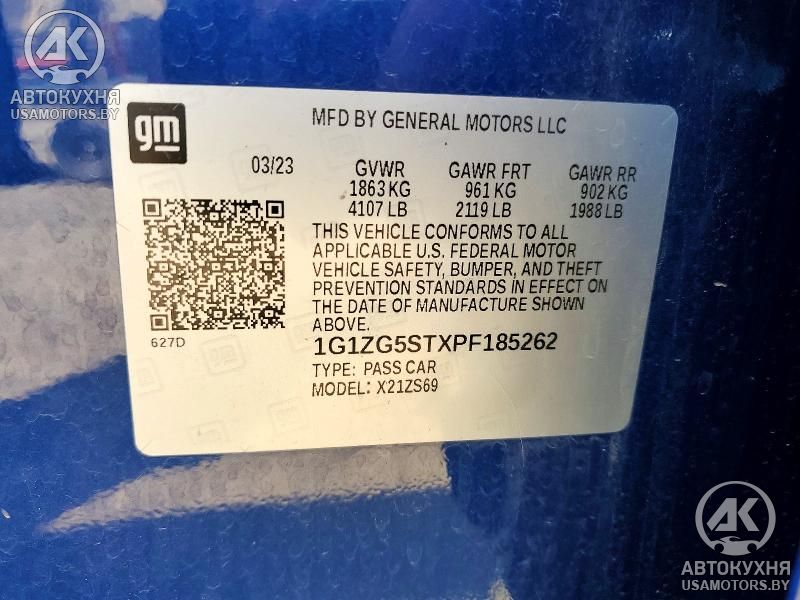 АВТОКУХНЯ
USAMOTORS.BY
gm
MFD BY GENERAL MOTORS LLC
03/23 GVWR GAWR FRT GAWR RR
1863 KG 961 KG 902 KG
4107 LB 2119 LB 1988 LB
THIS VEHICLE CONFORMS TO ALL
APPLICABLE U.S. FEDERAL MOTOR
VEHICLE SAFETY, BUMPER, AND THEFT
PREVENTION STANDARDS IN EFFECT ON
THE DATE OF MANUFACTURE SHOWN
ABOVE.
627D
1G1ZG5STXPF185262
TYPE: PASS CAR
MODEL: X21ZS69
АК
АВТОКУХНЯ
USAMOTORS.BY